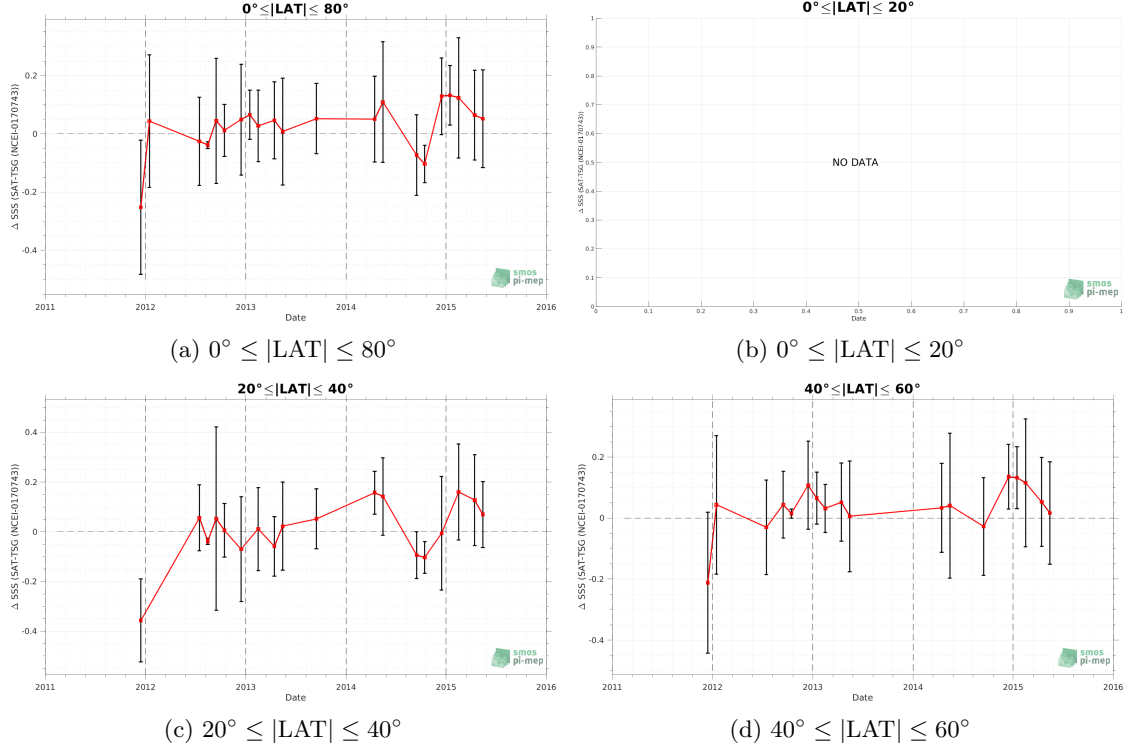 0°≤|LAT|≤ 80°
Δ SSS (SAT-TSG (NCEI-0170743))
0.2
0
-0.2
-0.4
2011 2012 2013 2014 2015 2016
Date
smos
pi-mep
(a) 0° ≤ |LAT| ≤ 80°
0°≤|LAT|≤ 20°
Δ SSS (SAT-TSG (NCEI-0170743))
1
0.9
0.8
0.7
0.6
0.5
0.4
0.3
0.2
0.1
0
NO DATA
0 0.1 0.2 0.3 0.4 0.5 0.6 0.7 0.8 0.9 1
Date
smos
pi-mep
(b) 0° ≤ |LAT| ≤ 20°
20°≤|LAT|≤ 40°
Δ SSS (SAT-TSG (NCEI-0170743))
0.4
0.2
0
-0.2
-0.4
2011 2012 2013 2014 2015 2016
Date
smos
pi-mep
(c) 20° ≤ |LAT| ≤ 40°
40°≤|LAT|≤ 60°
Δ SSS (SAT-TSG (NCEI-0170743))
0.2
0
-0.2
-0.4
2011 2012 2013 2014 2015 2016
Date
smos
pi-mep
(d) 40° ≤ |LAT| ≤ 60°